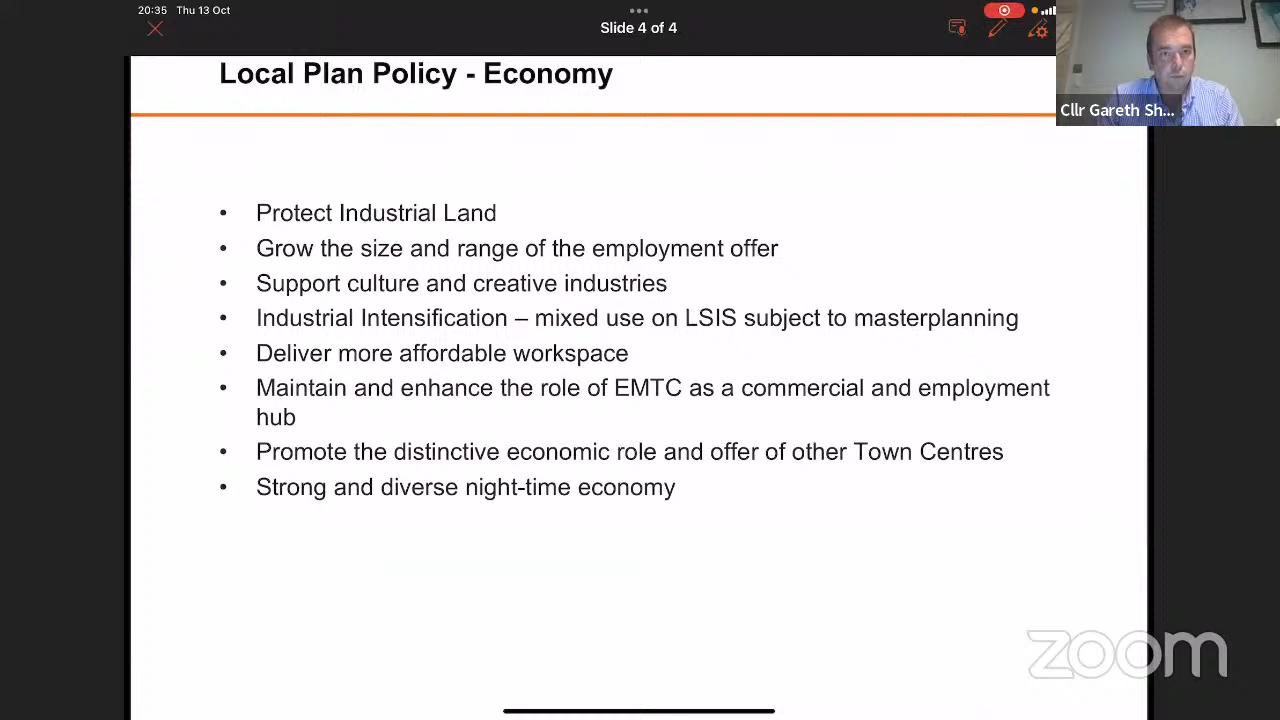 20:35 Thu 13 Oct
Slide 4 of 4
Local Plan Policy - Economy
Cllr Gareth Sh...
• Protect Industrial Land
• Grow the size and range of the employment offer
• Support culture and creative industries
• Industrial Intensification – mixed use on LSIS subject to masterplanning
• Deliver more affordable workspace
• Maintain and enhance the role of EMTC as a commercial and employment
hub
• Promote the distinctive economic role and offer of other Town Centres
• Strong and diverse night-time economy
zoom